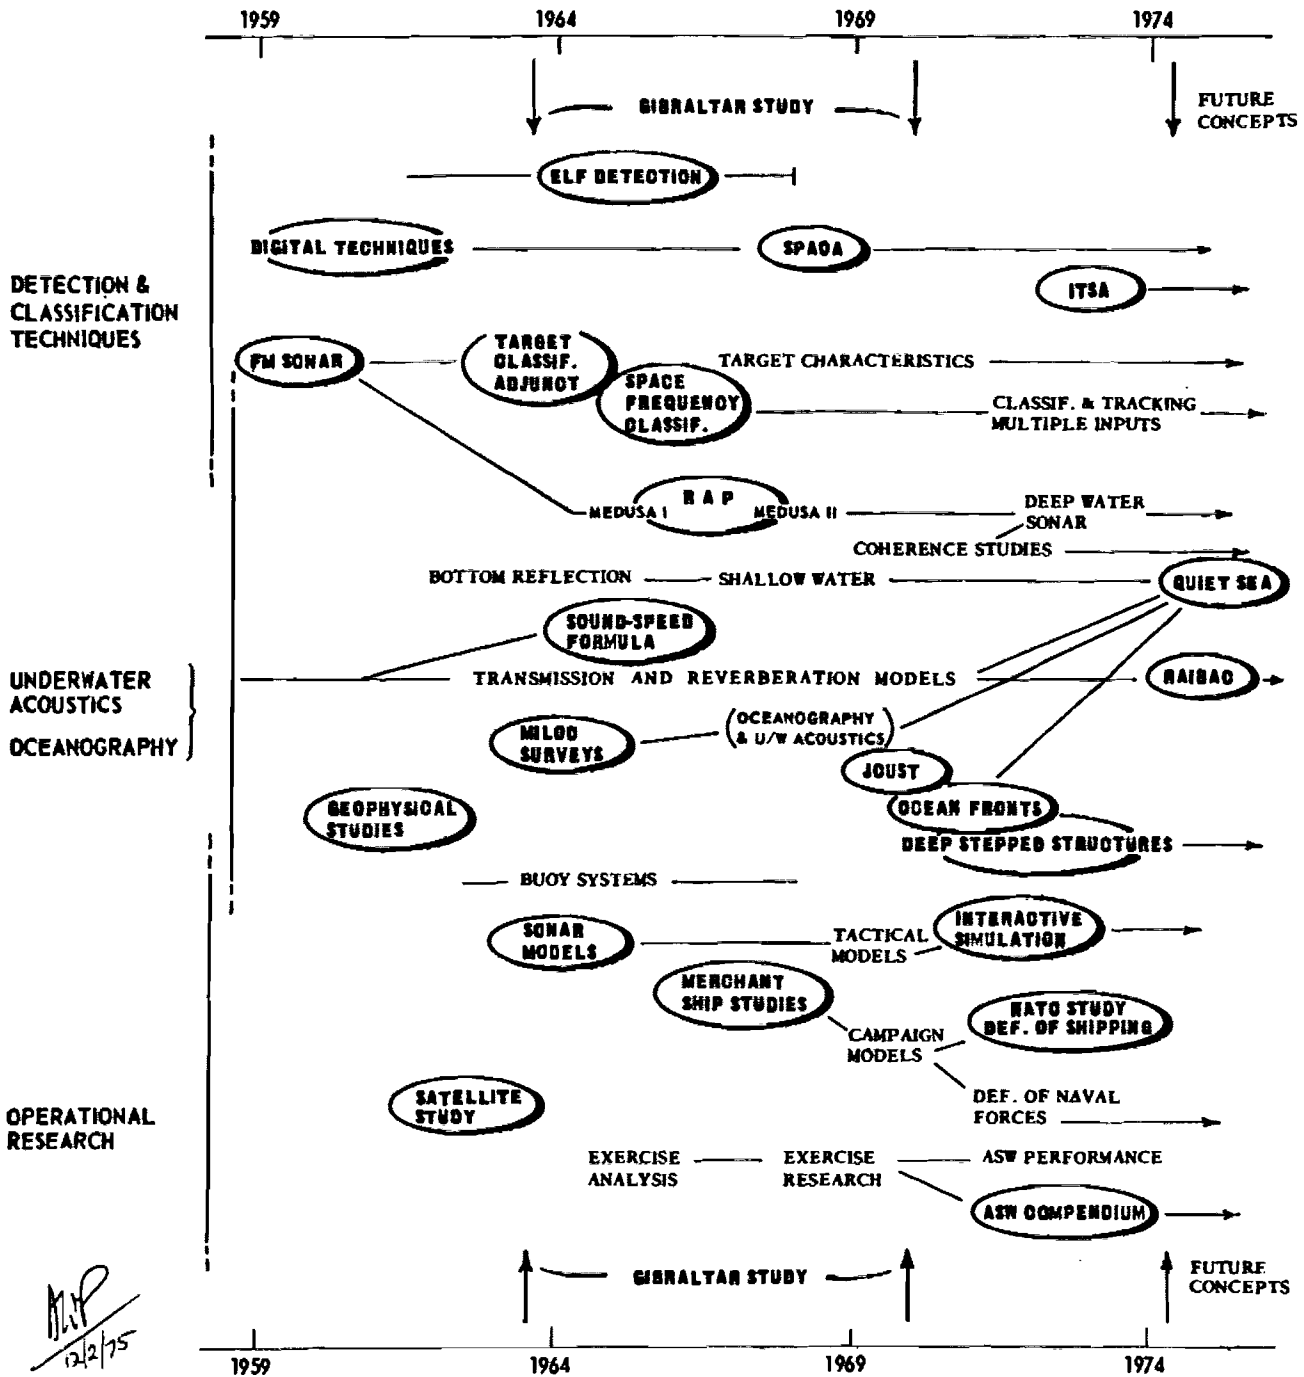 1959 1964 1969 1974
GIBRALTAR STUDY
FUTURE
CONCEPTS
ELF DETECTION
DIGITAL TECHNIQUES
SPADA
ITSA
DETECTION &
CLASSIFICATION
TECHNIQUES
FM SONAR
TARGET
CLASSIF.
ADJUNCT
TARGET CHARACTERISTICS
SPACE
FREQUENCY
CLASSIF.
CLASSIF. & TRACKING
MULTIPLE INPUTS
RAP
MEDUSA I
MEDUSA II
DEEP WATER
SONAR
COHERENCE STUDIES
BOTTOM REFLECTION
SHALLOW WATER
QUIET SEA
SOUND-SPEED
FORMULA
UNDERWATER
ACOUSTICS
OCEANOGRAPHY
TRANSMISSION AND REVERBERATION MODELS
RAIBAC
MILOC
SURVEYS
(OCEANOGRAPHY
& U/W ACOUSTICS)
JOUST
GEOPHYSICAL
STUDIES
OCEAN FRONTS
DEEP STEPPED STRUCTURES
BUOY SYSTEMS
SONAR
MODELS
TACTICAL
MODELS
INTERACTIVE
SIMULATION
MERCHANT
SHIP STUDIES
CAMPAIGN
MODELS
NATO STUDY
DEF. OF SHIPPING
OPERATIONAL
RESEARCH
SATELLITE
STUDY
DEF. OF NAVAL
FORCES
EXERCISE
ANALYSIS
EXERCISE
RESEARCH
ASW PERFORMANCE
ASW COMPENDIUM
GIBRALTAR STUDY
FUTURE
CONCEPTS
12/2/75
1959 1964 1969 1974